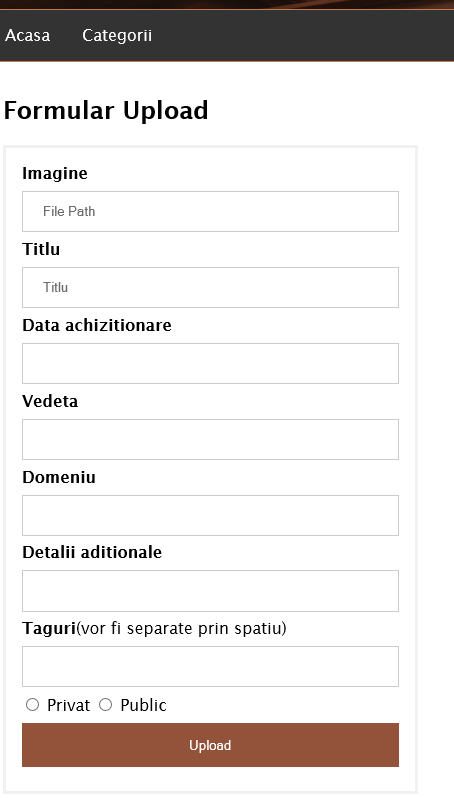 Acasa Categorii
Formular Upload
Imagine
File Path
Titlu
Titlu
Data achizitionare
Vedeta
Domeniu
Detalii aditionale
Taguri(vor fi separate prin spatiu)
Privat Public
Upload